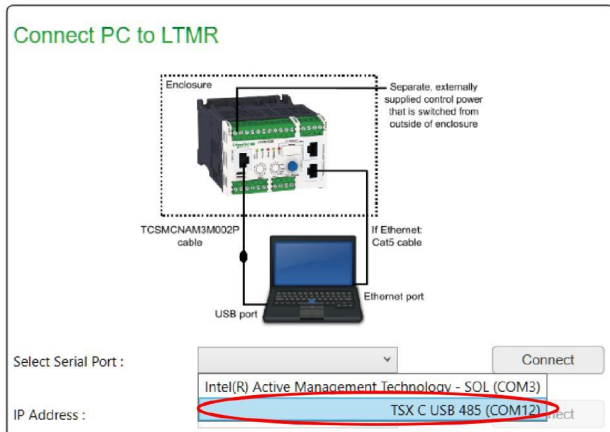 Connect PC to LTMR
Enclosure
Separate, externally
supplied control power
that is switched from
outside of enclosure
TCSMCNAM3M002P
cable
If Ethernet:
Cat5 cable
Ethernet port
USB port
Select Serial Port :
Connect
Intel(R) Active Management Technology - SOL (COM3)
TSX C USB 485 (COM12)
IP Address :